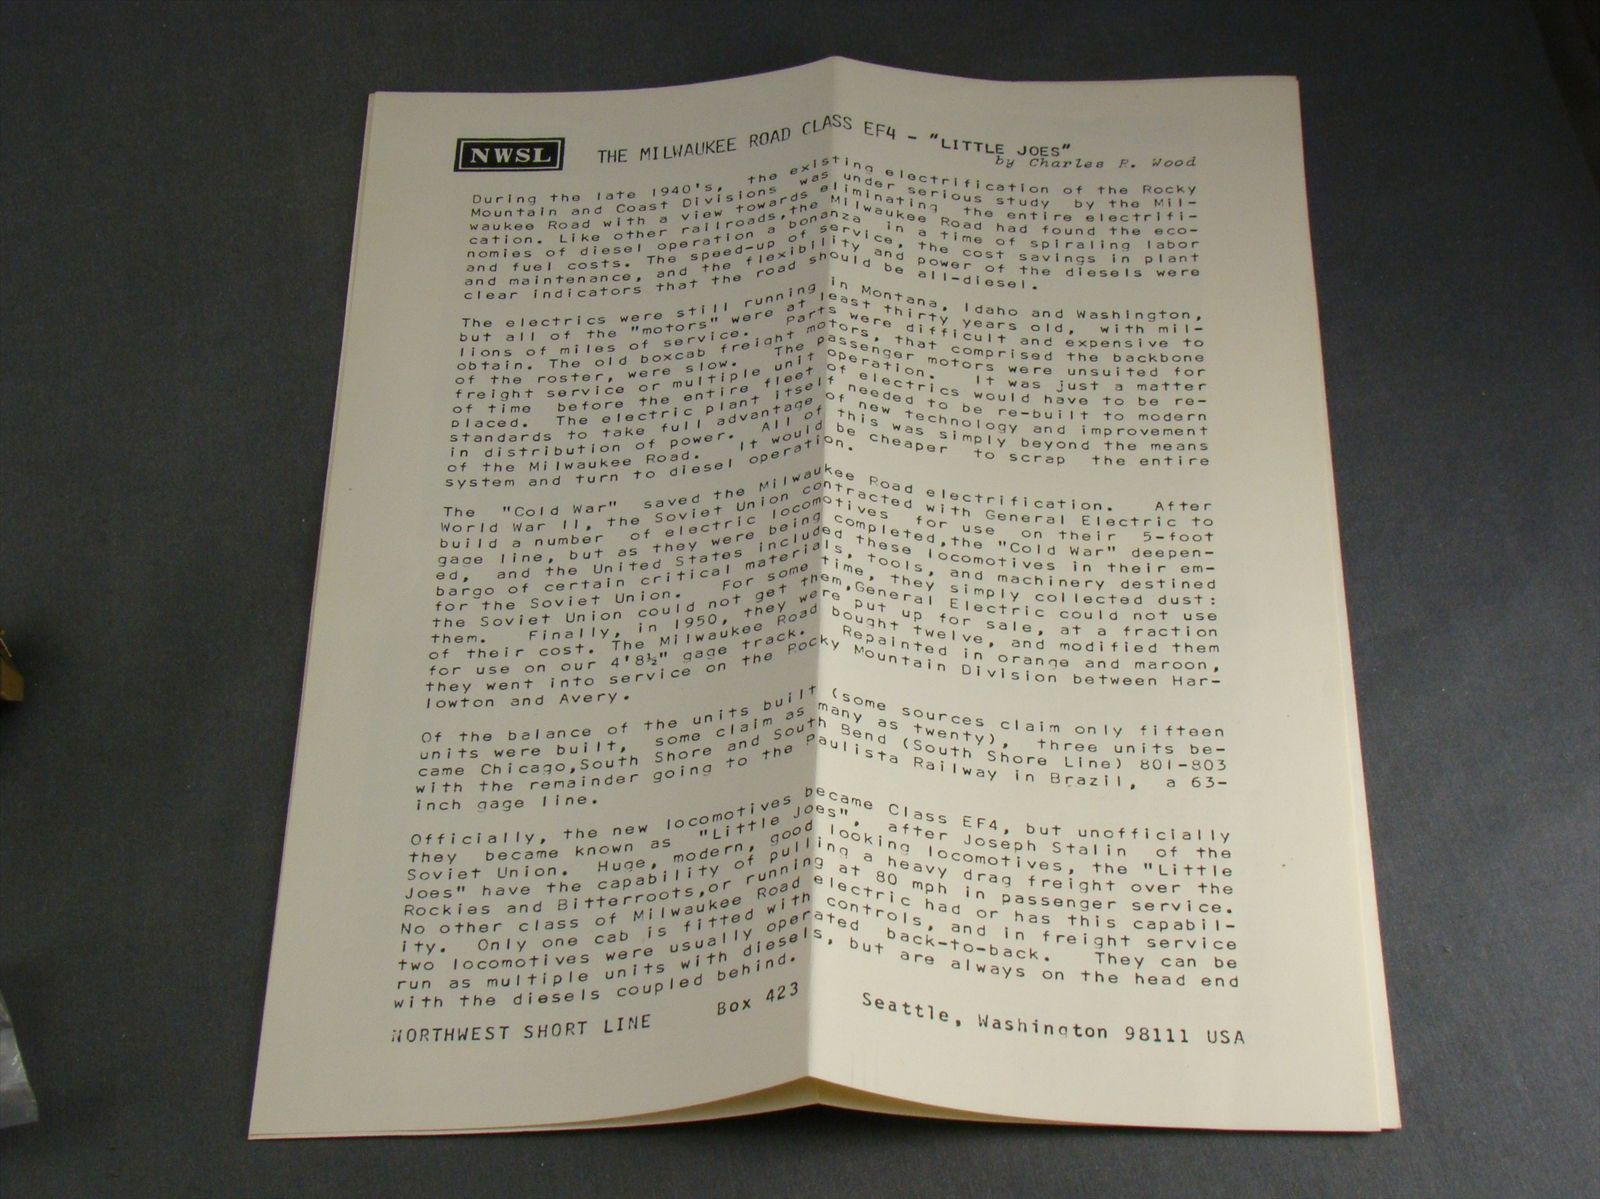 NWSL
THE MILWAUKEE ROAD CLASS EF4 - "LITTLE JOES"
by Charles R. Wood
During the late 1940's, the existing electrification of the Rocky
Mountain and Coast Divisions was under serious study by the Mil-
waukee Road with a view towards eliminating the entire electrifi-
cation. Like other railroads,the Milwaukee Road had found the eco-
nomies of diesel operation a bonanza in a time of spiraling labor
and fuel costs. The speed-up of service, the cost savings in plant
and maintenance, and the flexibility and power of the diesels were
clear indicators that the road should be all-diesel.
The electrics were still running in Montana, Idaho and Washington,
but all of the "motors" were at least thirty years old, with mil-
lions of miles of service. Parts were difficult and expensive to
obtain. The old boxcab freight motors, that comprised the backbone
of the roster, were slow. The passenger motors were unsuited for
freight service or multiple unit operation. It was just a matter
of time before the entire fleet of electrics would have to be re-
placed. The electric plant itself needed to be re-built to modern
standards to take full advantage of new technology and improvement
in distribution of power. All of this was simply beyond the means
of the Milwaukee Road. It would be cheaper to scrap the entire
system and turn to diesel operation.
The "Cold War" saved the Milwaukee Road electrification. After
World War II, the Soviet Union contracted with General Electric to
build a number of electric locomotives for use on their 5-foot
gage line, but as they were being completed,the "Cold War" deepen-
ed, and the United States included these locomotives in their em-
bargo of certain critical materials, tools, and machinery destined
for the Soviet Union. For some time, they simply collected dust:
the Soviet Union could not get them,General Electric could not use
them. Finally, in 1950, they were put up for sale, at a fraction
of their cost. The Milwaukee Road bought twelve, and modified them
for use on our 4'8½" gage track. Repainted in orange and maroon,
they went into service on the Rocky Mountain Division between Har-
lowton and Avery.
Of the balance of the units built (some sources claim only fifteen
units were built, some claim as many as twenty), three units be-
came Chicago,South Shore and South Bend (South Shore Line) 801-803
with the remainder going to the Paulista Railway in Brazil, a 63-
inch gage line.
Officially, the new locomotives became Class EF4, but unofficially
they became known as "Little Joes", after Joseph Stalin of the
Soviet Union. Huge, modern, good looking locomotives, the "Little
Joes" have the capability of pulling a heavy drag freight over the
Rockies and Bitterroots,or running at 80 mph in passenger service.
No other class of Milwaukee Road electric had or has this capabil-
ity. Only one cab is fitted with controls, and in freight service
two locomotives were usually operated back-to-back. They can be
run as multiple units with diesels, but are always on the head end
with the diesels coupled behind.
NORTHWEST SHORT LINE Box 423 Seattle, Washington 98111 USA